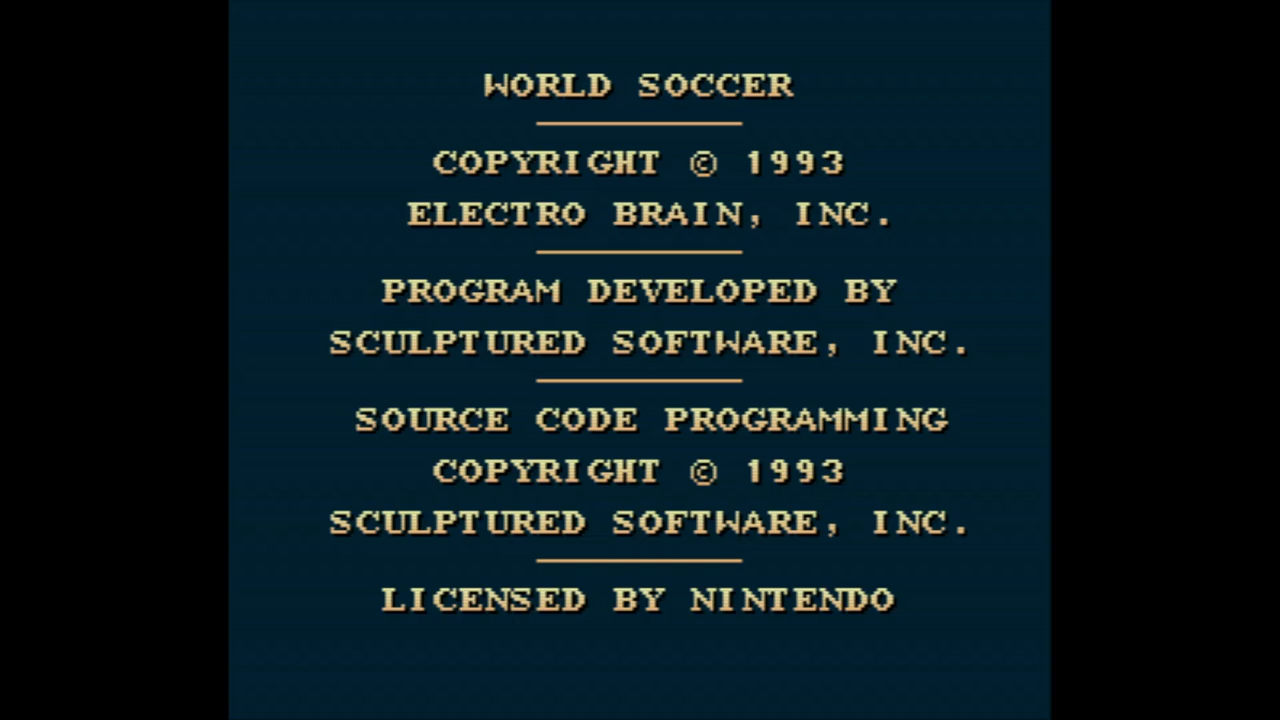 WORLD SOCCER
COPYRIGHT © 1993
ELECTRO BRAIN, INC.
PROGRAM DEVELOPED BY
SCULPTURED SOFTWARE, INC.
SOURCE CODE PROGRAMMING
COPYRIGHT © 1993
SCULPTURED SOFTWARE, INC.
LICENSED BY NINTENDO